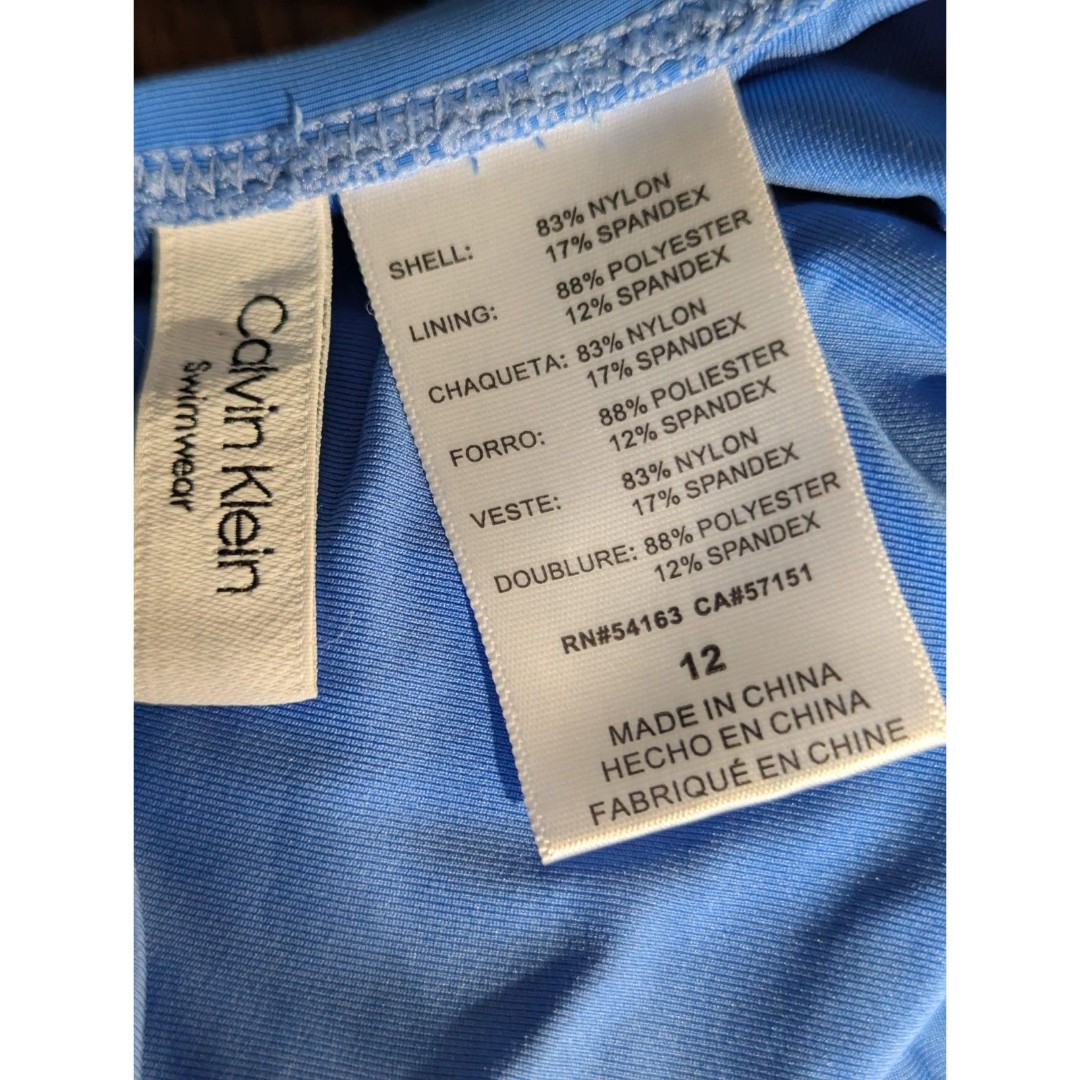 Calvin Klein
Swimwear
SHELL: 83% NYLON
17% SPANDEX
LINING: 88% POLYESTER
12% SPANDEX
CHAQUETA: 83% NYLON
17% SPANDEX
FORRO: 88% POLIESTER
12% SPANDEX
VESTE: 83% NYLON
17% SPANDEX
DOUBLURE: 88% POLYESTER
12% SPANDEX
RN#54163 CA#57151
12
MADE IN CHINA
HECHO EN CHINA
FABRIQUÉ EN CHINE